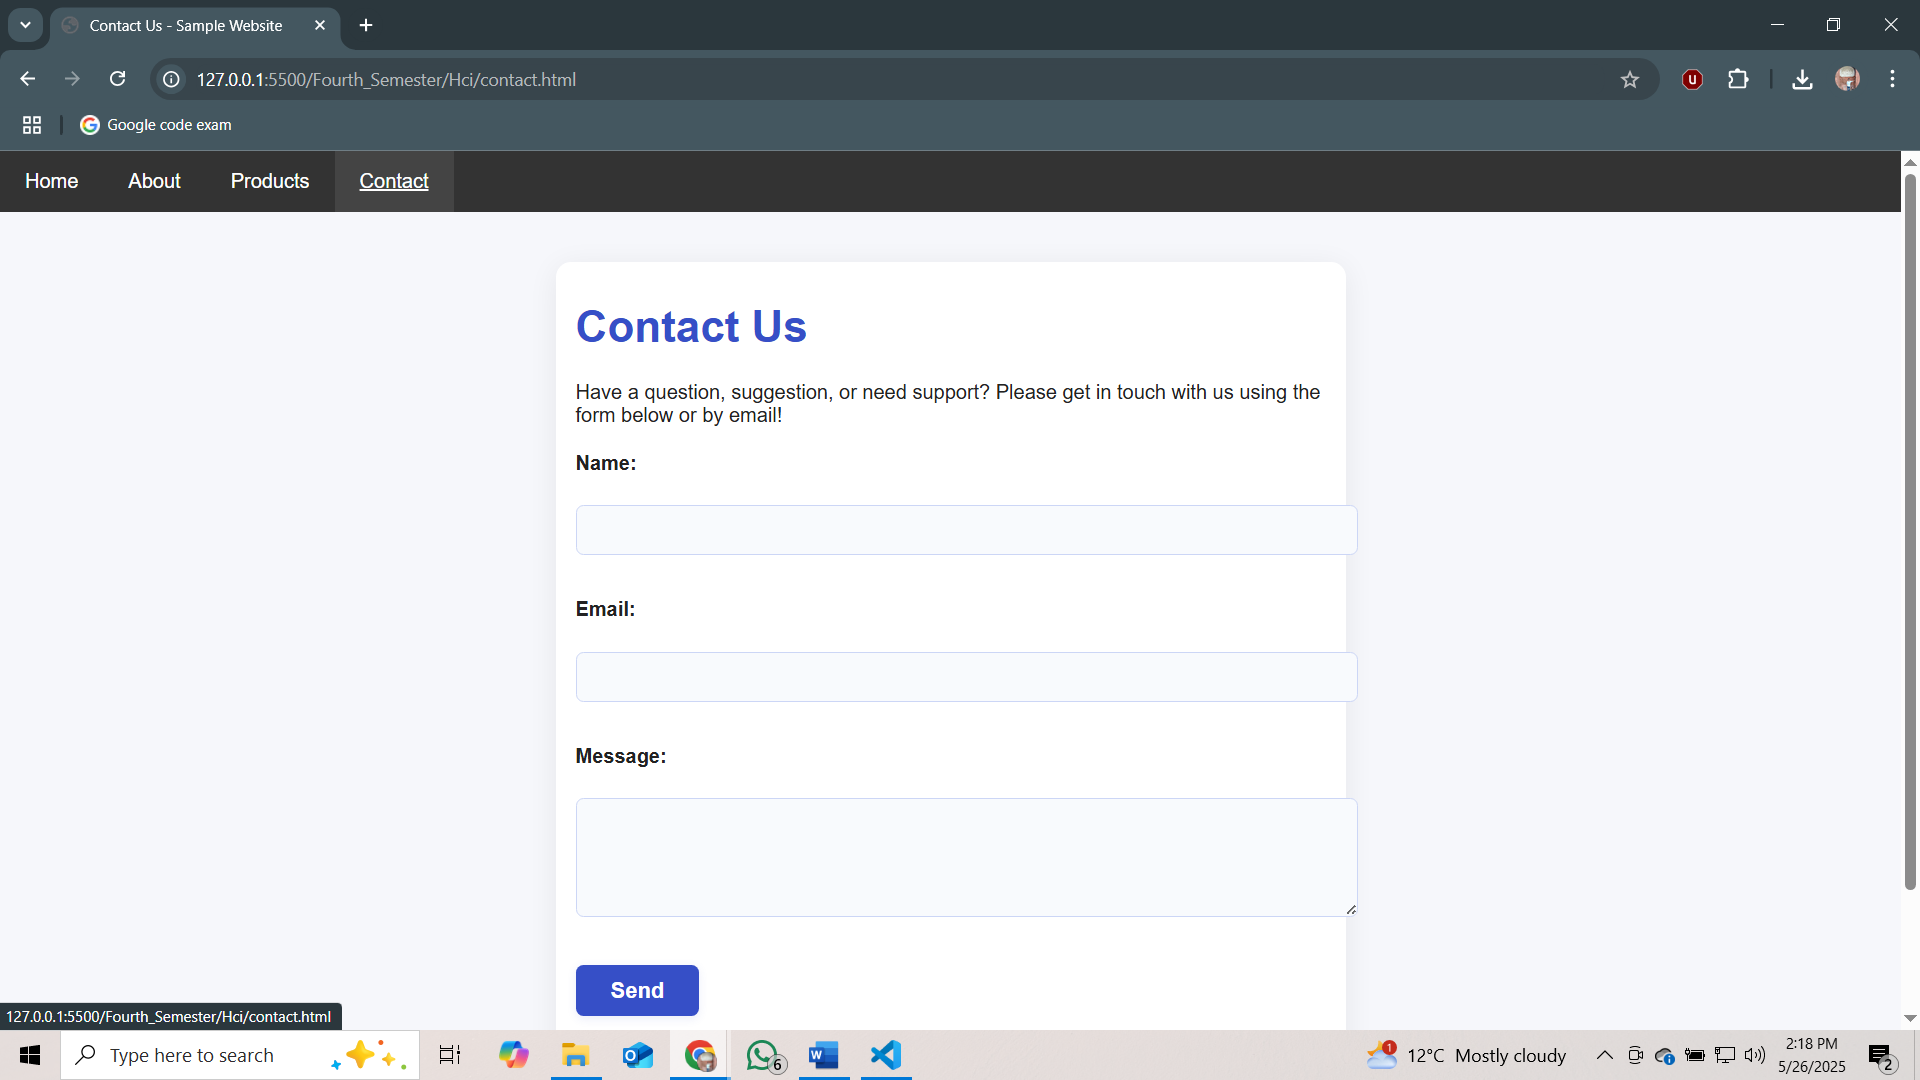 Contact Us - Sample Website
127.0.0.1:5500/Fourth_Semester/Hci/contact.html
U
G Google code exam
Home About Products Contact
Contact Us
Have a question, suggestion, or need support? Please get in touch with us using the
form below or by email!
Name:
Email:
Message:
Send
127.0.0.1:5500/Fourth_Semester/Hci/contact.html
Type here to search
6
1
12°C Mostly cloudy
2:18 PM
5/26/2025
2